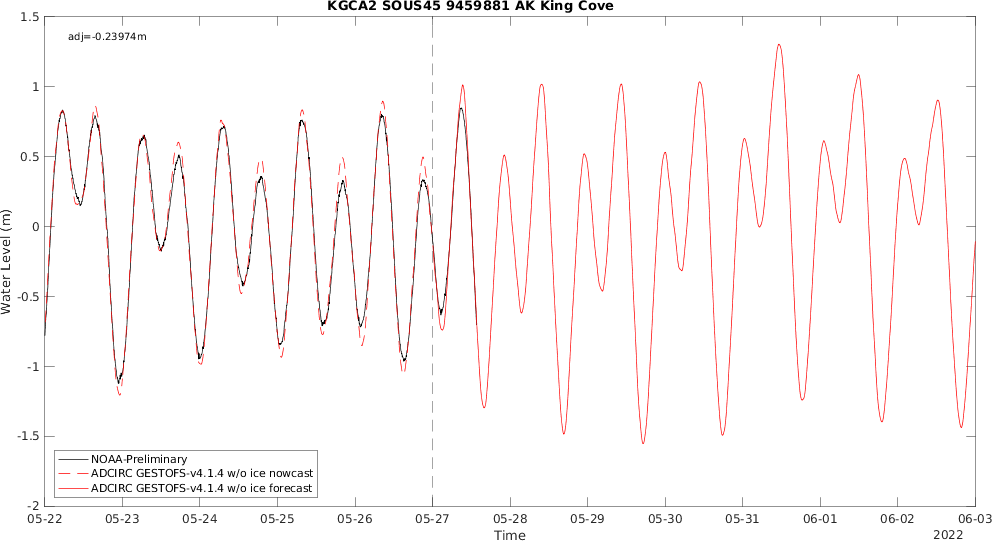 KGCA2 SOUS45 9459881 AK King Cove
adj=-0.23974m
1.5
1
0.5
0
-0.5
-1
-1.5
-2
Water Level (m)
NOAA-Preliminary
ADCIRC GESTOFS-v4.1.4 w/o ice nowcast
ADCIRC GESTOFS-v4.1.4 w/o ice forecast
05-22 05-23 05-24 05-25 05-26 05-27 05-28 05-29 05-30 05-31 06-01 06-02 06-03
Time
2022